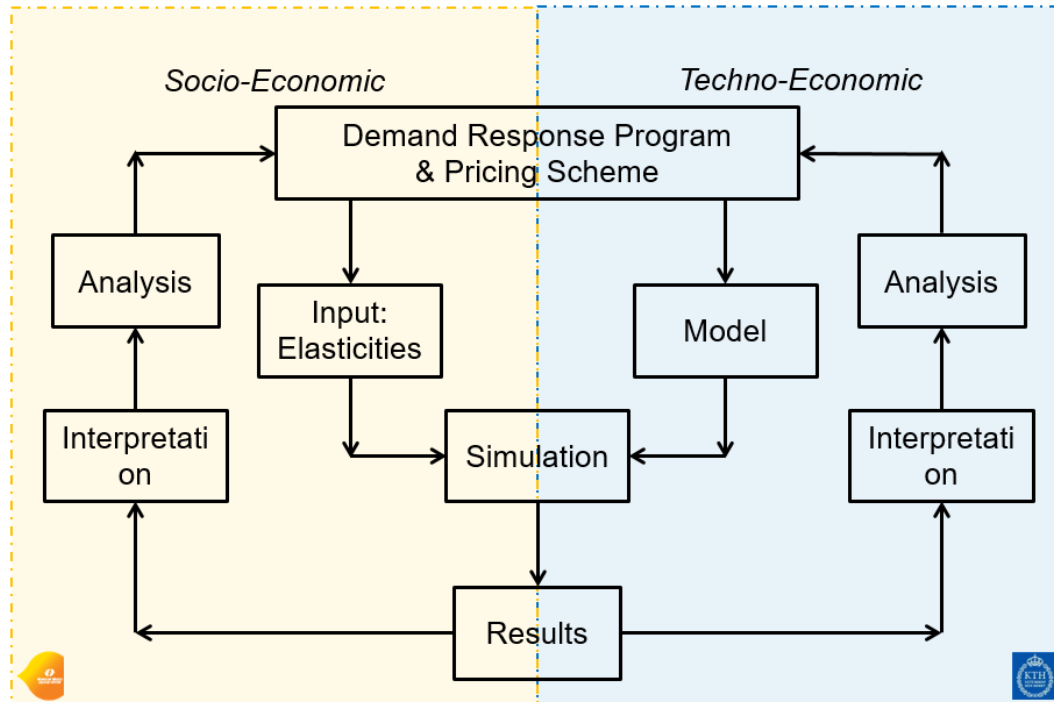 Socio-Economic
Techno-Economic
Demand Response Program
& Pricing Scheme
Analysis
Input:
Elasticities
Model
Analysis
Interpretati
on
Simulation
Interpretati
on
Results
KTH